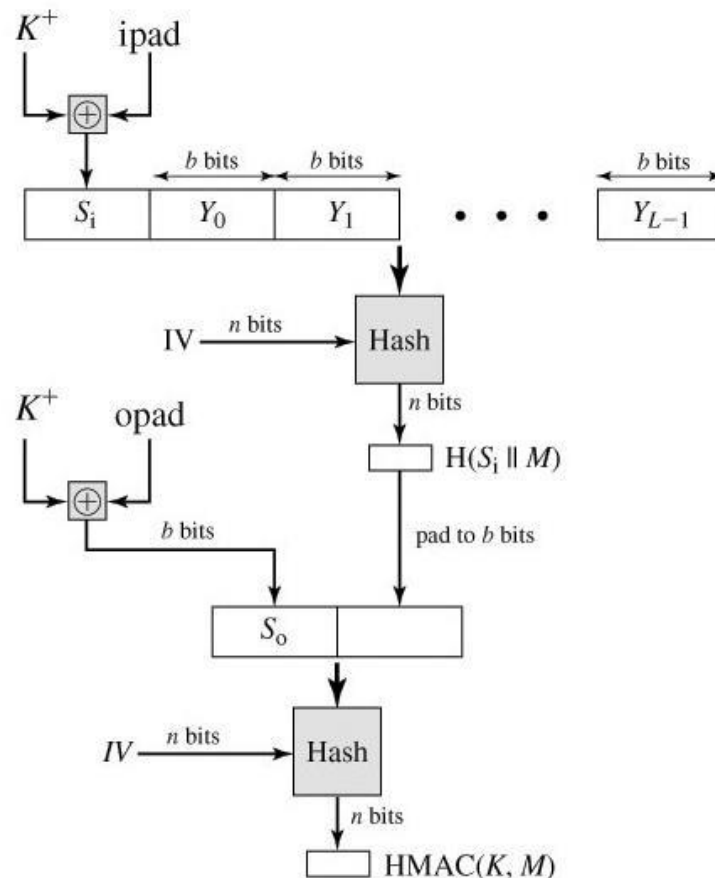 K+ ipad
⊕
b bits b bits b bits
Si Y0 Y1 • • • YL−1
IV n bits Hash
n bits
K+ opad
H(Si || M)
⊕
b bits pad to b bits
So
IV n bits Hash
n bits
HMAC(K, M)